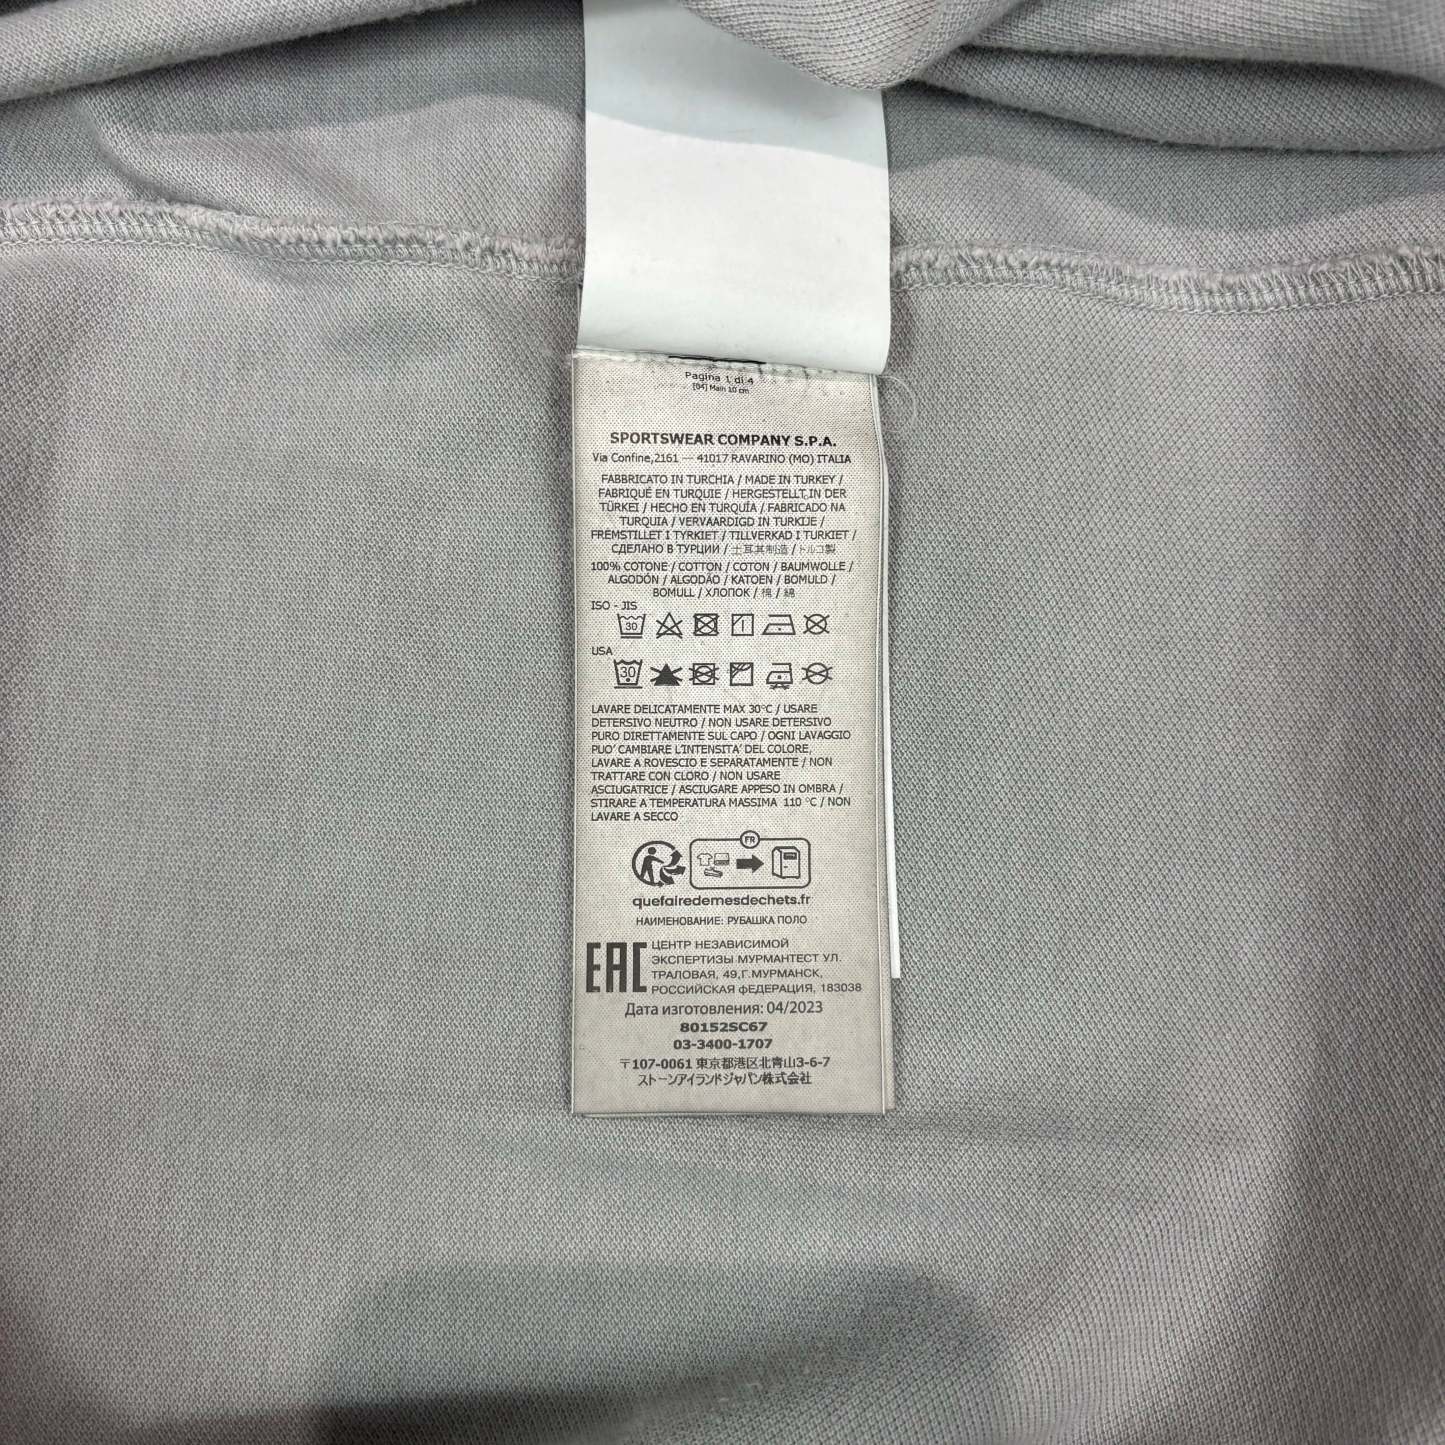 Pagina 1 di 4
[04] Main 10 cm
SPORTSWEAR COMPANY S.P.A.
Via Confine,2161 — 41017 RAVARINO (MO) ITALIA
FABBRICATO IN TURCHIA / MADE IN TURKEY /
FABRIQUÉ EN TURQUIE / HERGESTELLT IN DER
TÜRKEI / HECHO EN TURQUÍA / FABRICADO NA
TURQUIA / VERVAARDIGD IN TURKIJE /
FREMSTILLET I TYRKIET / TILLVERKAD I TURKIET /
СДЕЛАНО В ТУРЦИИ / 土耳其制造 / トルコ製
100% COTONE / COTTON / COTON / BAUMWOLLE /
ALGODÓN / ALGODÃO / KATOEN / BOMULD /
BOMULL / ХЛОПОК / 棉 / 綿
ISO - JIS
30
USA
30
LAVARE DELICATAMENTE MAX 30°C / USARE
DETERSIVO NEUTRO / NON USARE DETERSIVO
PURO DIRETTAMENTE SUL CAPO / OGNI LAVAGGIO
PUO' CAMBIARE L'INTENSITA' DEL COLORE,
LAVARE A ROVESCIO E SEPARATAMENTE / NON
TRATTARE CON CLORO / NON USARE
ASCIUGATRICE / ASCIUGARE APPESO IN OMBRA /
STIRARE A TEMPERATURA MASSIMA 110 °C / NON
LAVARE A SECCO
FR
quefairedemesdechets.fr
НАИМЕНОВАНИЕ: РУБАШКА ПОЛО
EAC
ЦЕНТР НЕЗАВИСИМОЙ
ЭКСПЕРТИЗЫ МУРМАНТЕСТ УЛ.
ТРАЛОВАЯ, 49,Г.МУРМАНСК,
РОССИЙСКАЯ ФЕДЕРАЦИЯ, 183038
Дата изготовления: 04/2023
80152SC67
03-3400-1707
〒107-0061 東京都港区北青山3-6-7
ストーンアイランドジャパン株式会社